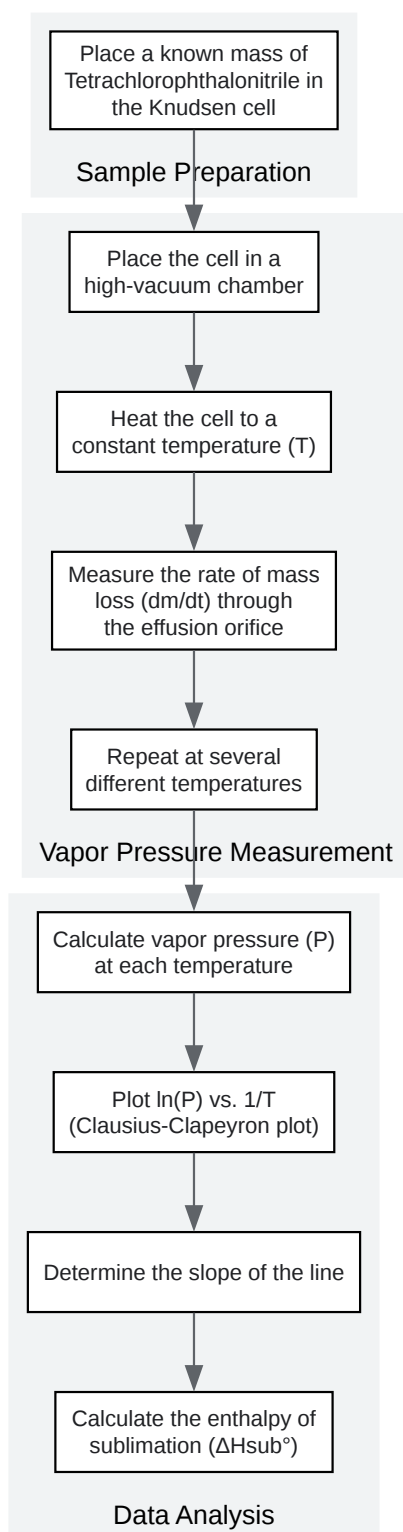 Place a known mass of
Tetrachlorophthalonitrile in
the Knudsen cell
Sample Preparation
Place the cell in a
high-vacuum chamber
Heat the cell to a
constant temperature (T)
Measure the rate of mass
loss (dm/dt) through
the effusion orifice
Repeat at several
different temperatures
Vapor Pressure Measurement
Calculate vapor pressure (P)
at each temperature
Plot ln(P) vs. 1/T
(Clausius-Clapeyron plot)
Determine the slope of the line
Calculate the enthalpy of
sublimation (ΔHsub°)
Data Analysis